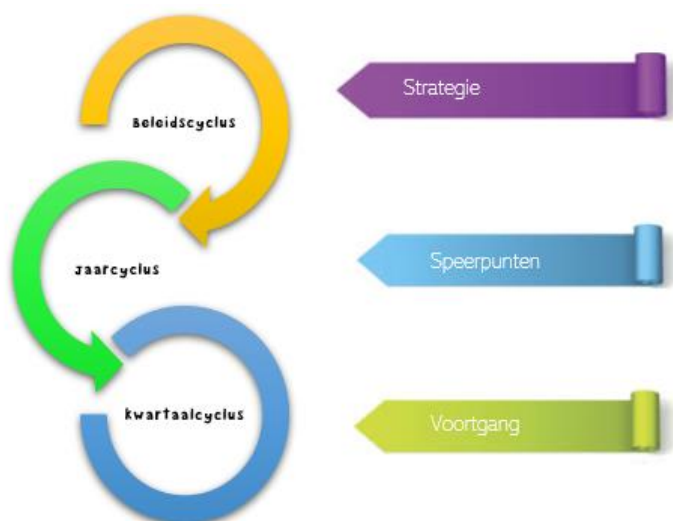 Beleidscyclus
Strategie
Jaarcyclus
Speerpunten
kwartaalcyclus
Voortgang